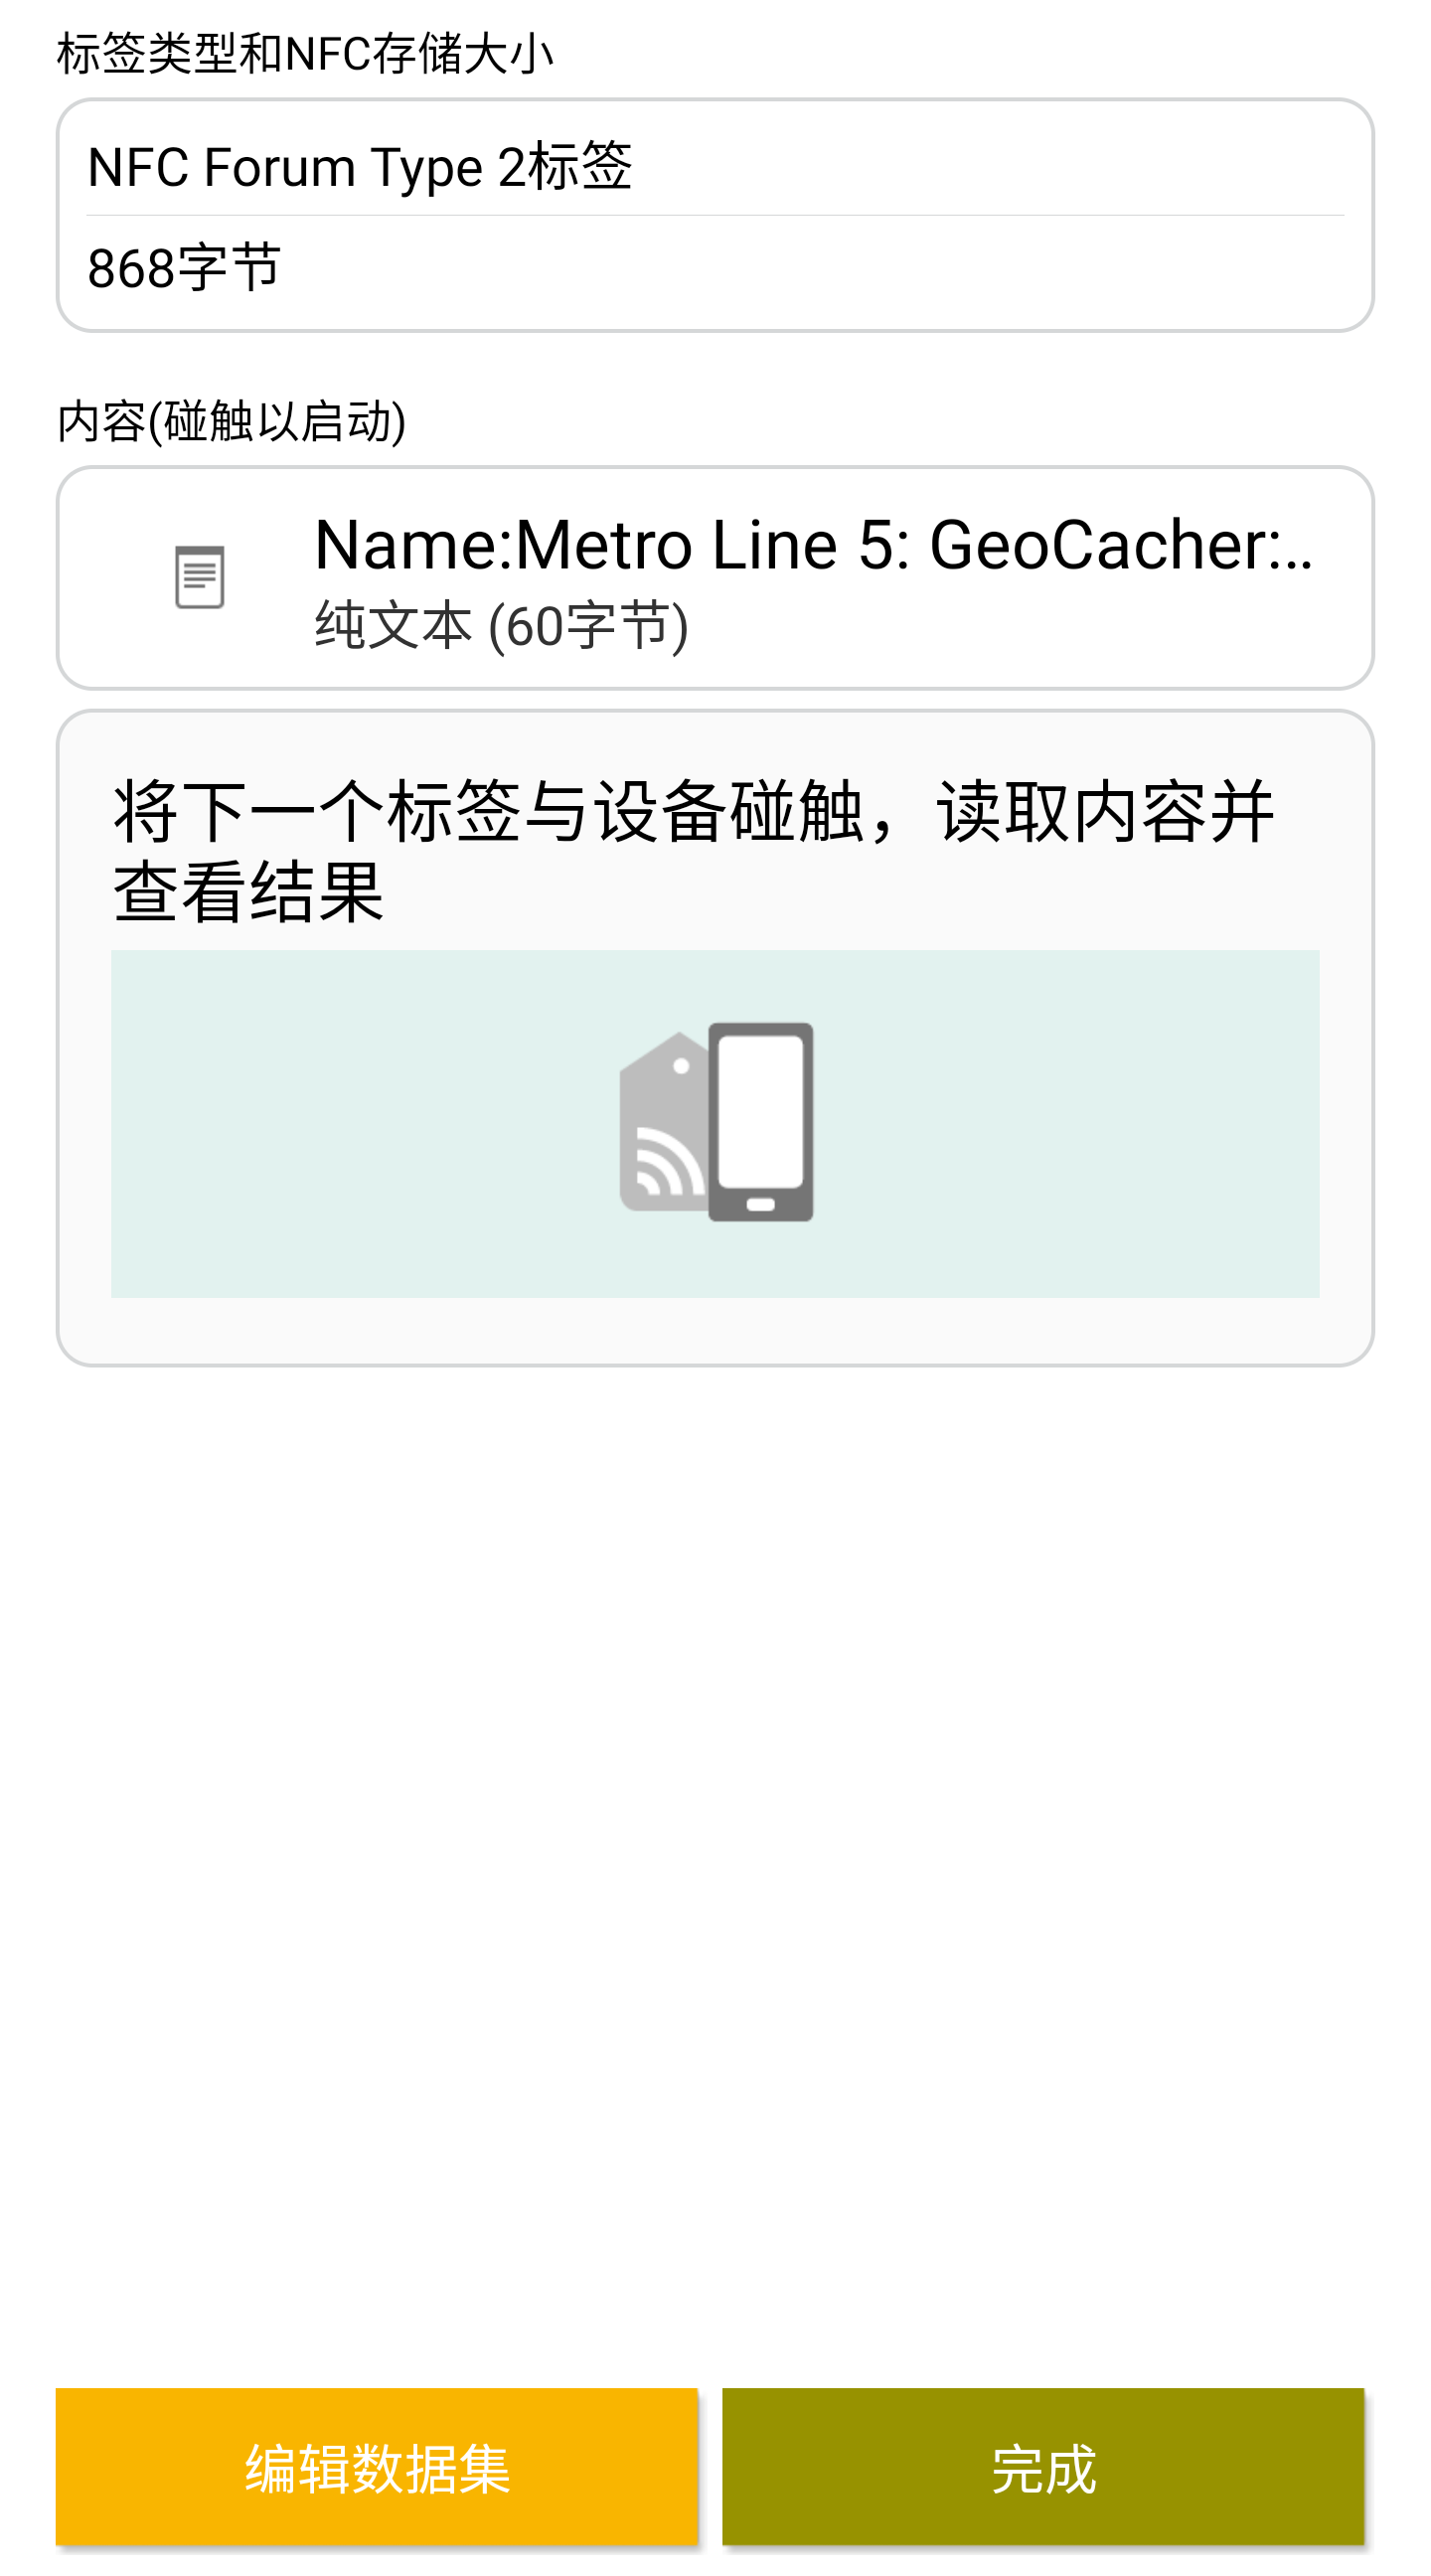 标签类型和NFC存储大小
NFC Forum Type 2标签
868字节
内容(碰触以启动)
Name:Metro Line 5: GeoCacher:..
纯文本 (60字节)
将下一个标签与设备碰触，读取内容并
查看结果
编辑数据集
完成